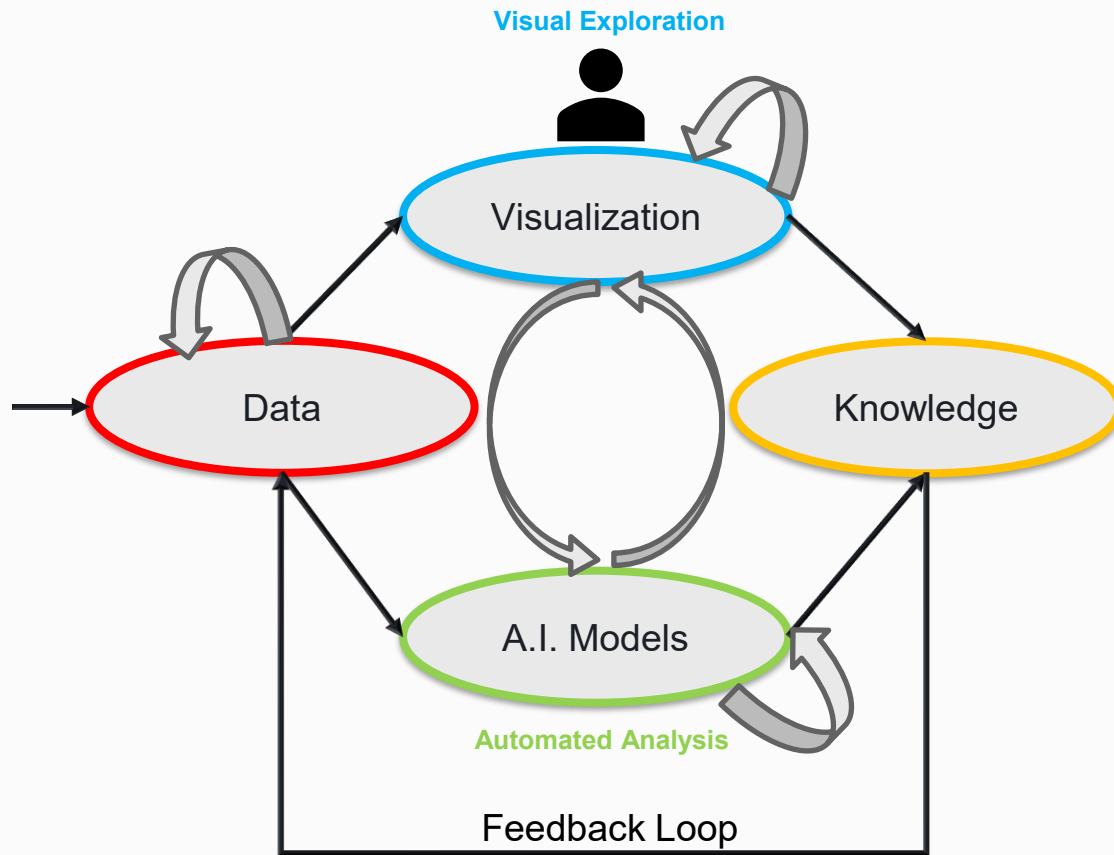 Visual Exploration
Visualization
Data
Knowledge
A.I. Models
Automated Analysis
Feedback Loop